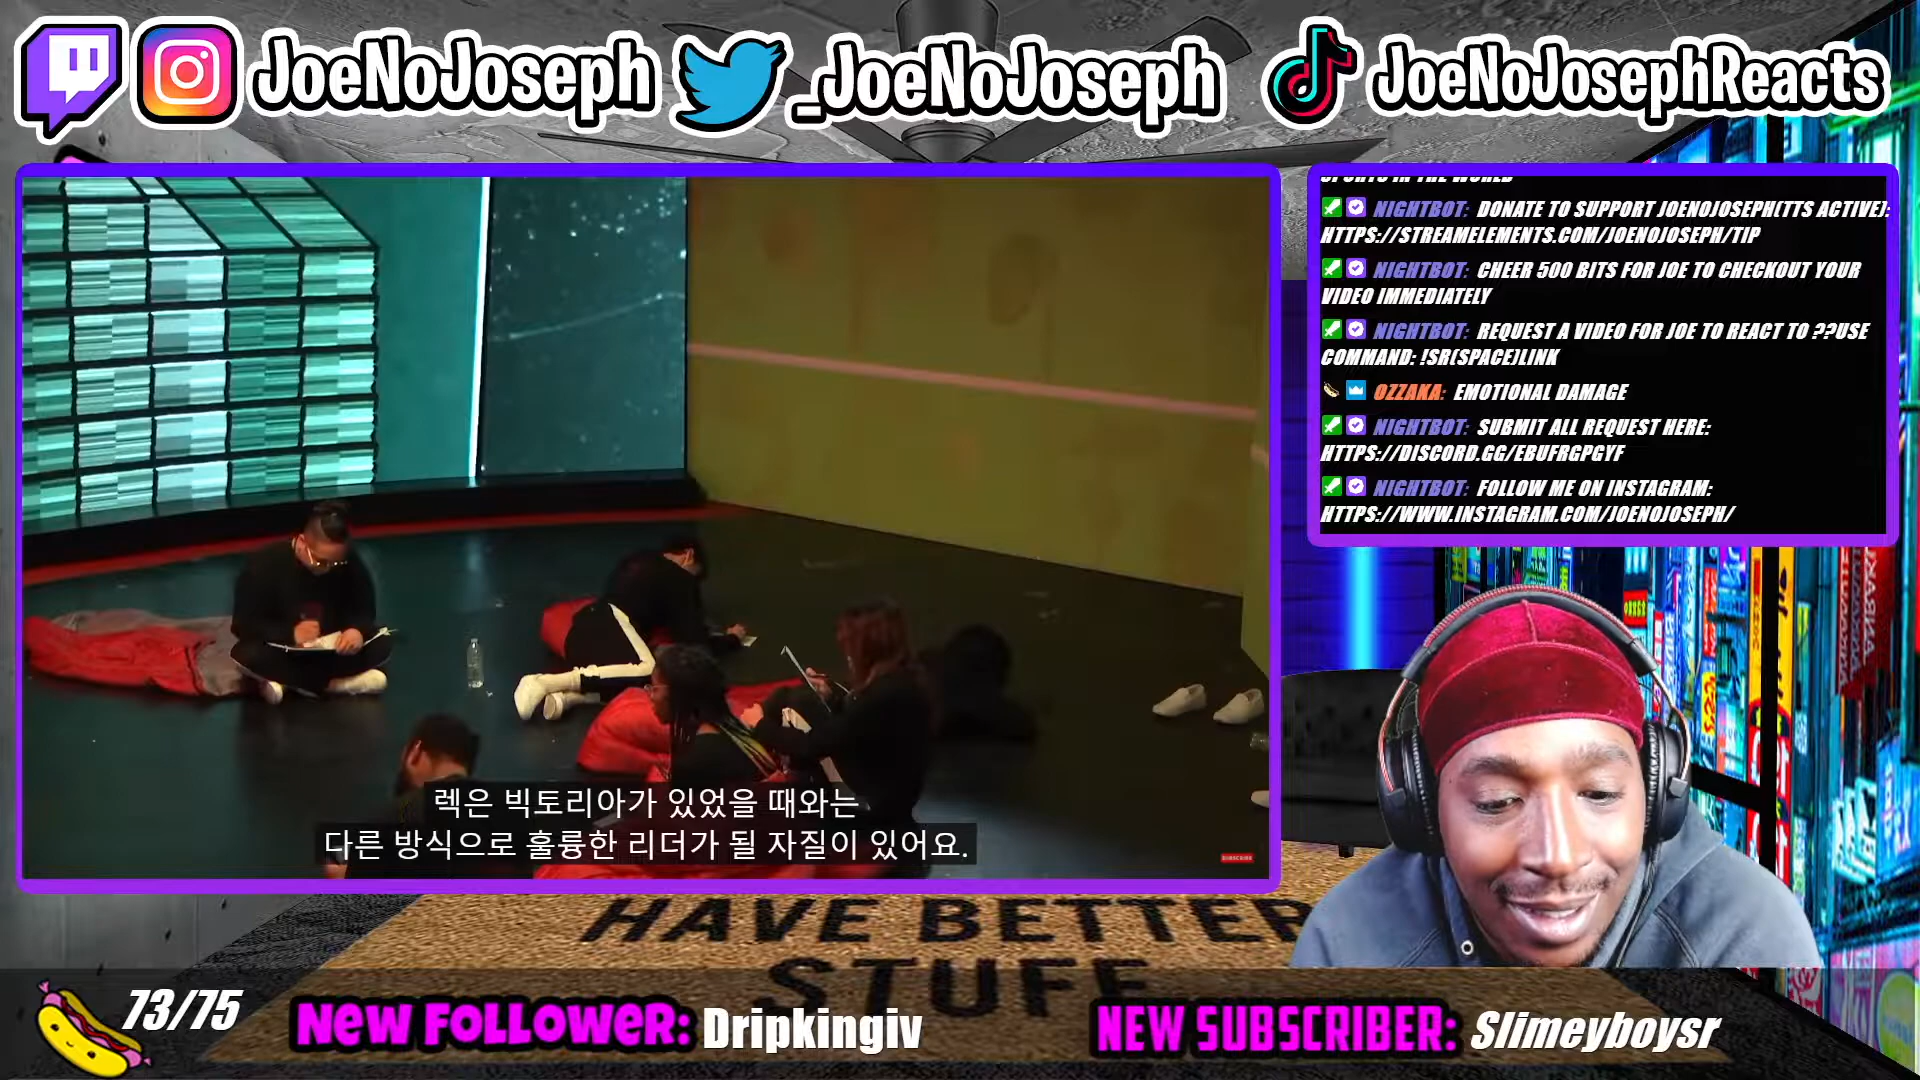 JoeNoJoseph
_JoeNoJoseph
JoeNoJosephReacts
SPORTS IN THE WORLD
NIGHTBOT: DONATE TO SUPPORT JOENOJOSEPH(TTS ACTIVE):
HTTPS://STREAMELEMENTS.COM/JOENOJOSEPH/TIP
NIGHTBOT: CHEER 500 BITS FOR JOE TO CHECKOUT YOUR
VIDEO IMMEDIATELY
NIGHTBOT: REQUEST A VIDEO FOR JOE TO REACT TO ??USE
COMMAND: !SR(SPACE)LINK
OZZAKA: EMOTIONAL DAMAGE
NIGHTBOT: SUBMIT ALL REQUEST HERE:
HTTPS://DISCORD.GG/EBUFRGPGYF
NIGHTBOT: FOLLOW ME ON INSTAGRAM:
HTTPS://WWW.INSTAGRAM.COM/JOENOJOSEPH/
렉은 빅토리아가 있었을 때와는
다른 방식으로 훌륭한 리더가 될 자질이 있어요.
SUBSCRIBE
HAVE BETTER
STUFF
73/75
New Follower: Dripkingiv
NEW SUBSCRIBER: Slimeyboysr